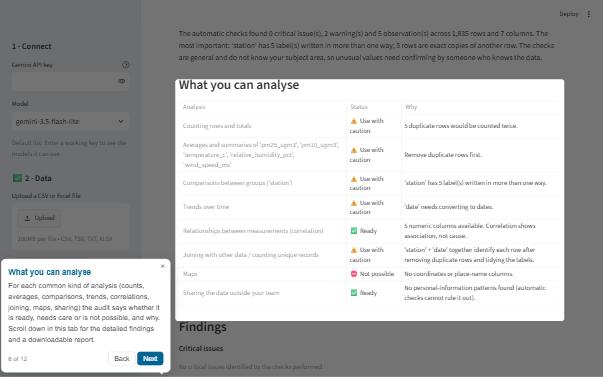 Deploy
The automatic checks found 0 critical issue(s), 2 warning(s) and 5 observation(s) across 1,835 rows and 7 columns. The
most important: 'station' has 5 label(s) written in more than one way; 5 rows are exact copies of another row. The checks
are general and do not know your subject area, so unusual values need confirming by someone who knows the data.
1 · Connect
Gemini API key
Model
gemini-3.5-flash-lite
Default list. Enter a working key to see the
models it can use.
2 · Data
Upload a CSV or Excel file
Upload
200MB per file • CSV, TSV, TXT, XLSX
What you can analyse
Analysis Status Why
Counting rows and totals Use with caution 5 duplicate rows would be counted twice.
Averages and summaries of 'pm25_ugm3', 'pm10_ugm3',
'temperature_c', 'relative_humidity_pct',
'wind_speed_ms'
Use with caution Remove duplicate rows first.
Comparisons between groups ('station') Use with caution 'station' has 5 label(s) written in more than one way.
Trends over time Use with caution 'date' needs converting to dates.
Relationships between measurements (correlation) Ready 5 numeric columns available. Correlation shows
association, not cause.
Joining with other data / counting unique records Use with caution 'station' + 'date' together identify each row after
removing duplicate rows and tidying the labels.
Maps Not possible No coordinates or place-name columns.
Sharing the data outside your team Ready No personal-information patterns found (automatic
checks cannot rule it out).
Findings
Critical issues
No critical issues identified by the checks performed.
What you can analyse
×
For each common kind of analysis (counts,
averages, comparisons, trends, correlations,
joining, maps, sharing) the audit says whether it
is ready, needs care or is not possible, and why.
Scroll down in this tab for the detailed findings
and a downloadable report.
6 of 12
Back
Next